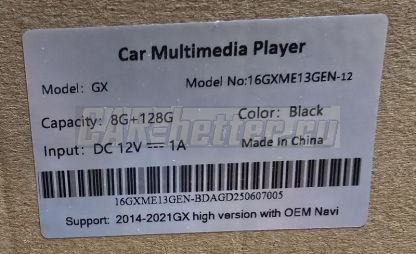 Car Multimedia Player
Model: GX Model No:16GXME13GEN-12
Capacity: 8G+128G Color: Black
Input: DC 12V⎓1A Made in China
16GXME13GEN-BDAGD250607005
Support: 2014-2021GX high version with OEM Navi